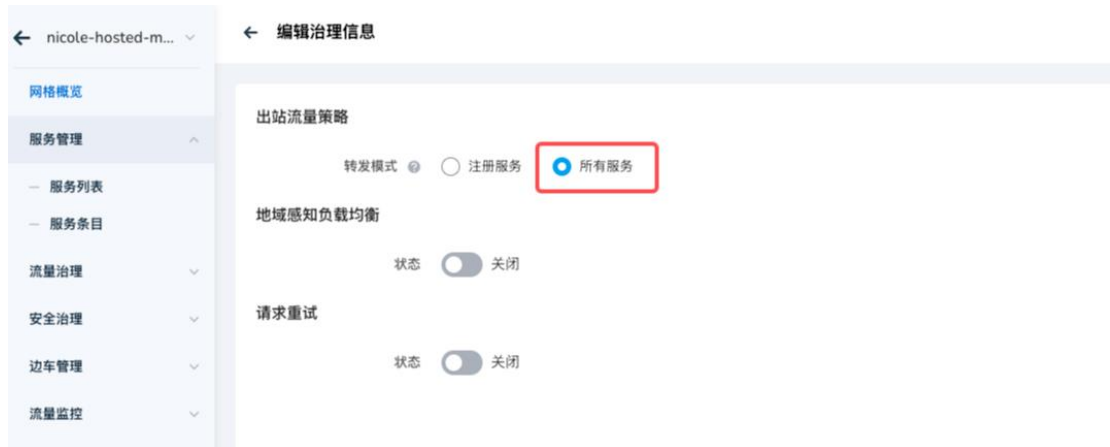 nicole-hosted-m...
编辑治理信息
网格概览
服务管理
服务列表
服务条目
流量治理
安全治理
边车管理
流量监控
出站流量策略
转发模式 注册服务 所有服务
地域感知负载均衡
状态 关闭
请求重试
状态 关闭